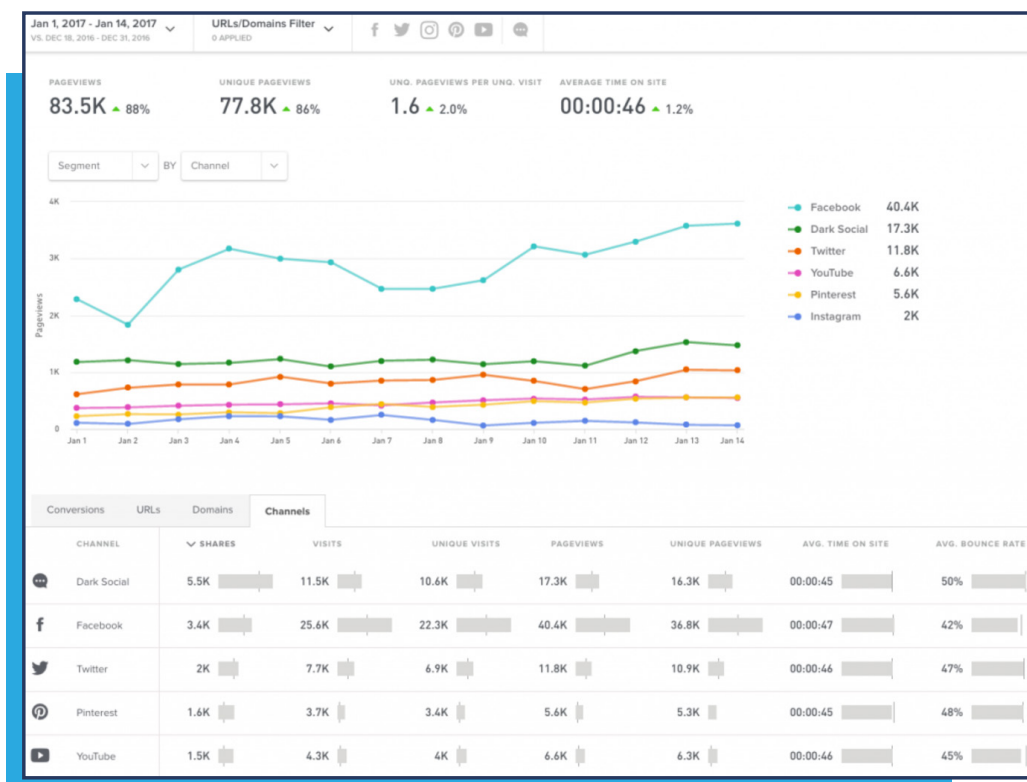 Jan 1, 2017 - Jan 14, 2017 URLs/Domains Filter
VS. DEC 18, 2016 - DEC 31, 2016 0 APPLIED
PAGEVIEWS UNIQUE PAGEVIEWS UNQ. PAGEVIEWS PER UNQ. VISIT AVERAGE TIME ON SITE
83.5K 88% 77.8K 86% 1.6 2.0% 00:00:46 1.2%
Segment BY Channel
4K
3K
2K
1K
0
Pageviews
Jan 1 Jan 2 Jan 3 Jan 4 Jan 5 Jan 6 Jan 7 Jan 8 Jan 9 Jan 10 Jan 11 Jan 12 Jan 13 Jan 14
Facebook 40.4K
Dark Social 17.3K
Twitter 11.8K
YouTube 6.6K
Pinterest 5.6K
Instagram 2K
Conversions URLs Domains Channels
CHANNEL SHARES VISITS UNIQUE VISITS PAGEVIEWS UNIQUE PAGEVIEWS AVG. TIME ON SITE AVG. BOUNCE RATE
Dark Social 5.5K 11.5K 10.6K 17.3K 16.3K 00:00:45 50%
Facebook 3.4K 25.6K 22.3K 40.4K 36.8K 00:00:47 42%
Twitter 2K 7.7K 6.9K 11.8K 10.9K 00:00:46 47%
Pinterest 1.6K 3.7K 3.4K 5.6K 5.3K 00:00:45 48%
YouTube 1.5K 4.3K 4K 6.6K 6.3K 00:00:46 45%